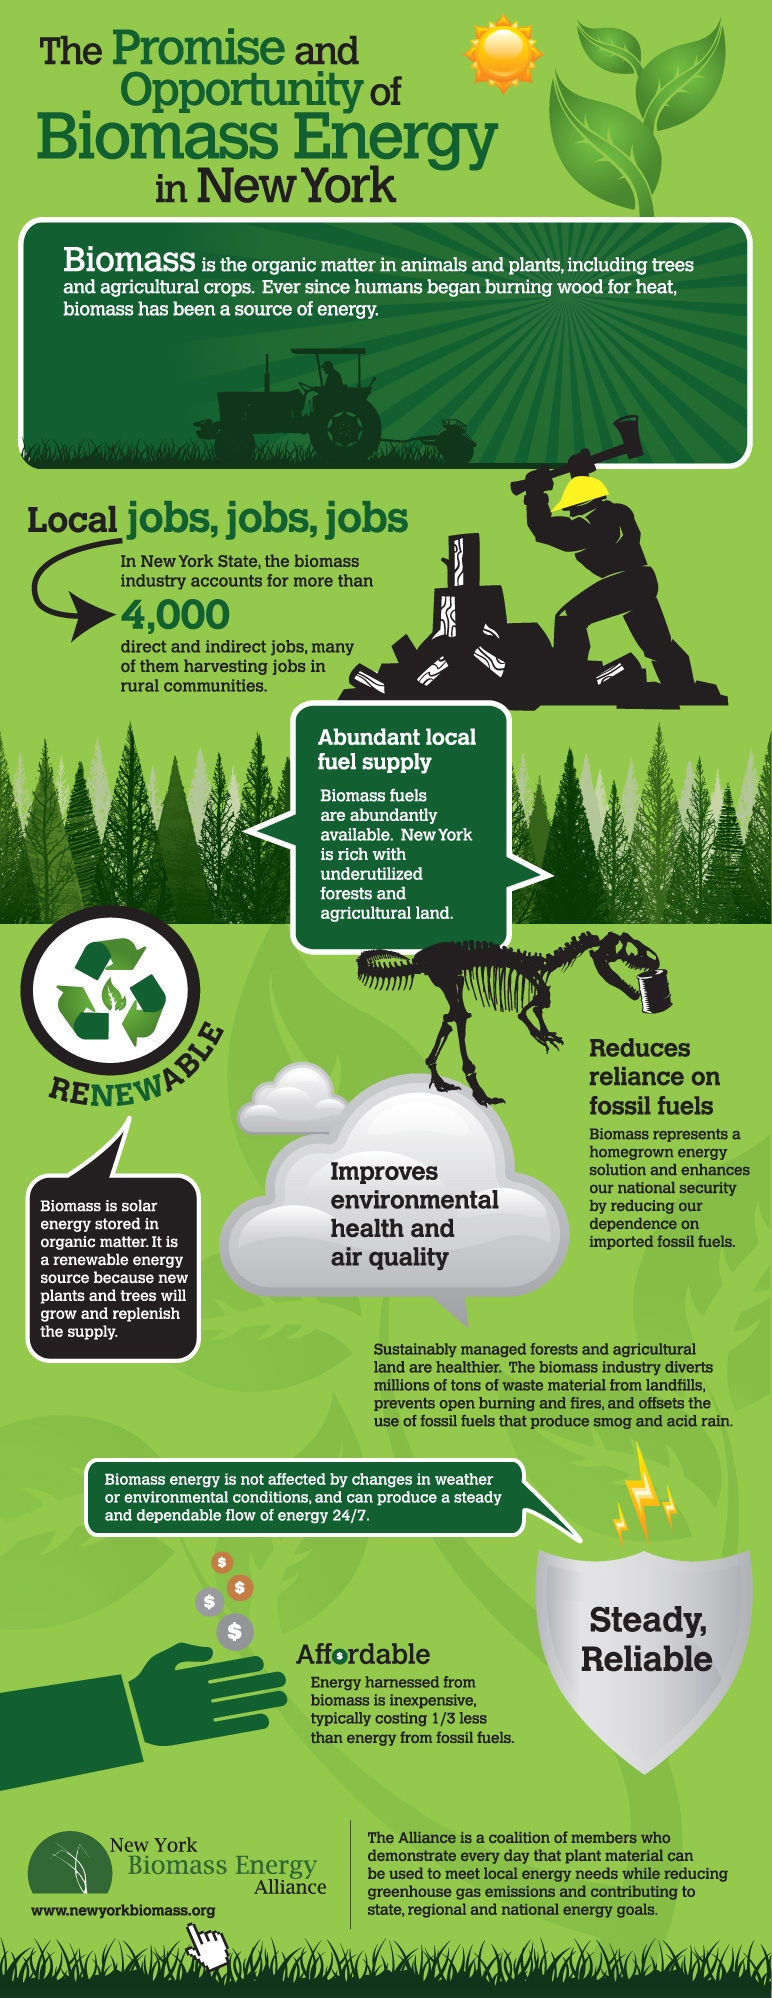 The Promise and
Opportunity of
Biomass Energy
in New York
Biomass is the organic matter in animals and plants, including trees
and agricultural crops. Ever since humans began burning wood for heat,
biomass has been a source of energy.
Local jobs, jobs, jobs
In New York State, the biomass
industry accounts for more than
4,000
direct and indirect jobs, many
of them harvesting jobs in
rural communities.
Abundant local
fuel supply
Biomass fuels
are abundantly
available. New York
is rich with
underutilized
forests and
agricultural land.
RENEWABLE
Biomass is solar
energy stored in
organic matter. It is
a renewable energy
source because new
plants and trees will
grow and replenish
the supply.
Reduces
reliance on
fossil fuels
Biomass represents a
homegrown energy
solution and enhances
our national security
by reducing our
dependence on
imported fossil fuels.
Improves
environmental
health and
air quality
Sustainably managed forests and agricultural
land are healthier. The biomass industry diverts
millions of tons of waste material from landfills,
prevents open burning and fires, and offsets the
use of fossil fuels that produce smog and acid rain.
Biomass energy is not affected by changes in weather
or environmental conditions, and can produce a steady
and dependable flow of energy 24/7.
Steady,
Reliable
$
$
$
$
Aff$rdable
Energy harnessed from
biomass is inexpensive,
typically costing 1/3 less
than energy from fossil fuels.
New York
Biomass Energy
Alliance
www.newyorkbiomass.org
The Alliance is a coalition of members who
demonstrate every day that plant material can
be used to meet local energy needs while reducing
greenhouse gas emissions and contributing to
state, regional and national energy goals.